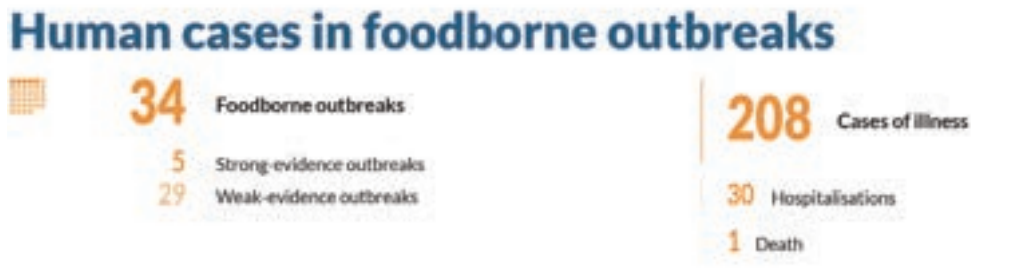 Human cases in foodborne outbreaks
34 Foodborne outbreaks
5 Strong-evidence outbreaks
29 Weak-evidence outbreaks
208 Cases of illness
30 Hospitalisations
1 Death